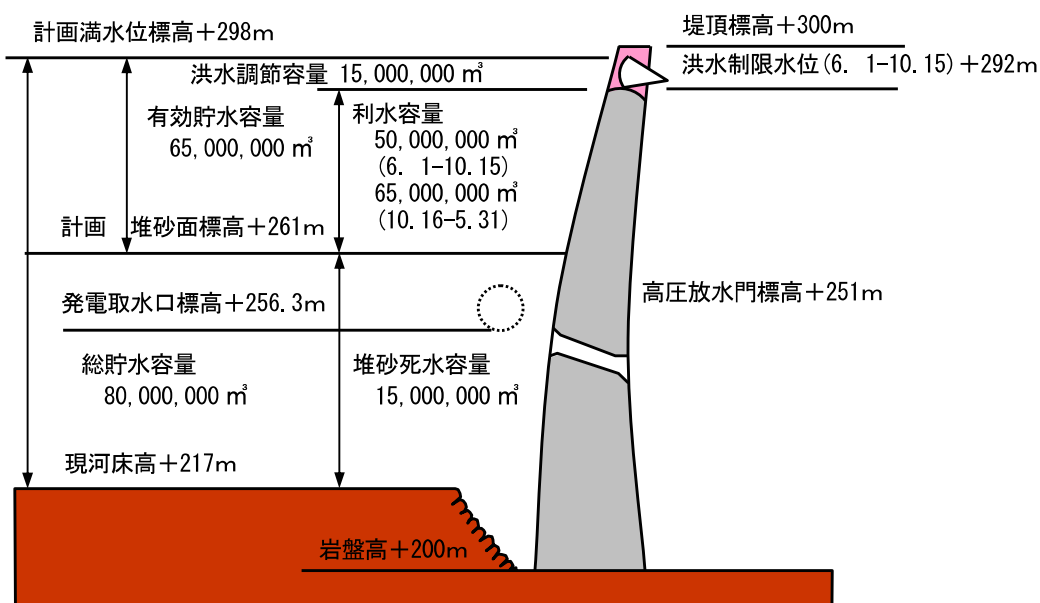 計画満水位標高+298m
堤頂標高+300m
洪水調節容量 15,000,000 ㎥
洪水制限水位(6. 1-10.15)+292m
有効貯水容量
65,000,000 ㎥
利水容量
50,000,000 ㎥
(6. 1-10.15)
65,000,000 ㎥
(10.16-5.31)
計画 堆砂面標高+261m
発電取水口標高+256.3m
高圧放水門標高+251m
総貯水容量
80,000,000 ㎥
堆砂死水容量
15,000,000 ㎥
現河床高+217m
岩盤高+200m